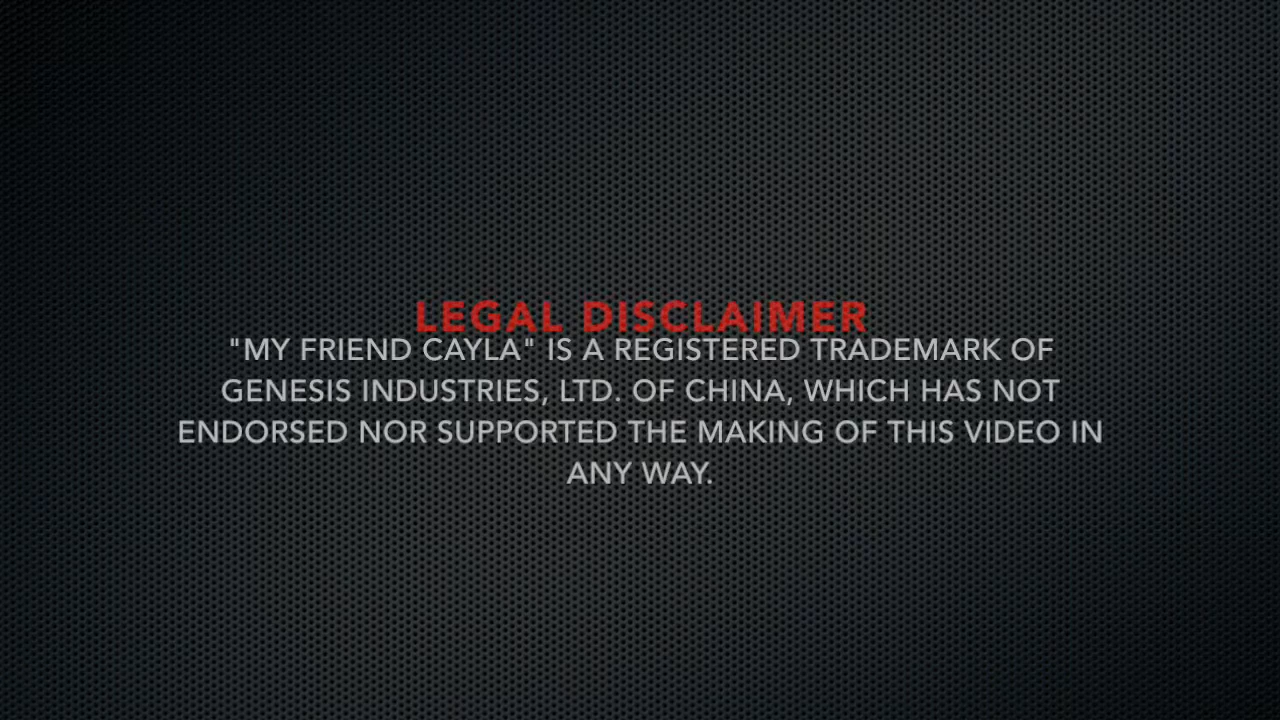 LEGAL DISCLAIMER
"MY FRIEND CAYLA" IS A REGISTERED TRADEMARK OF
GENESIS INDUSTRIES, LTD. OF CHINA, WHICH HAS NOT
ENDORSED NOR SUPPORTED THE MAKING OF THIS VIDEO IN
ANY WAY.